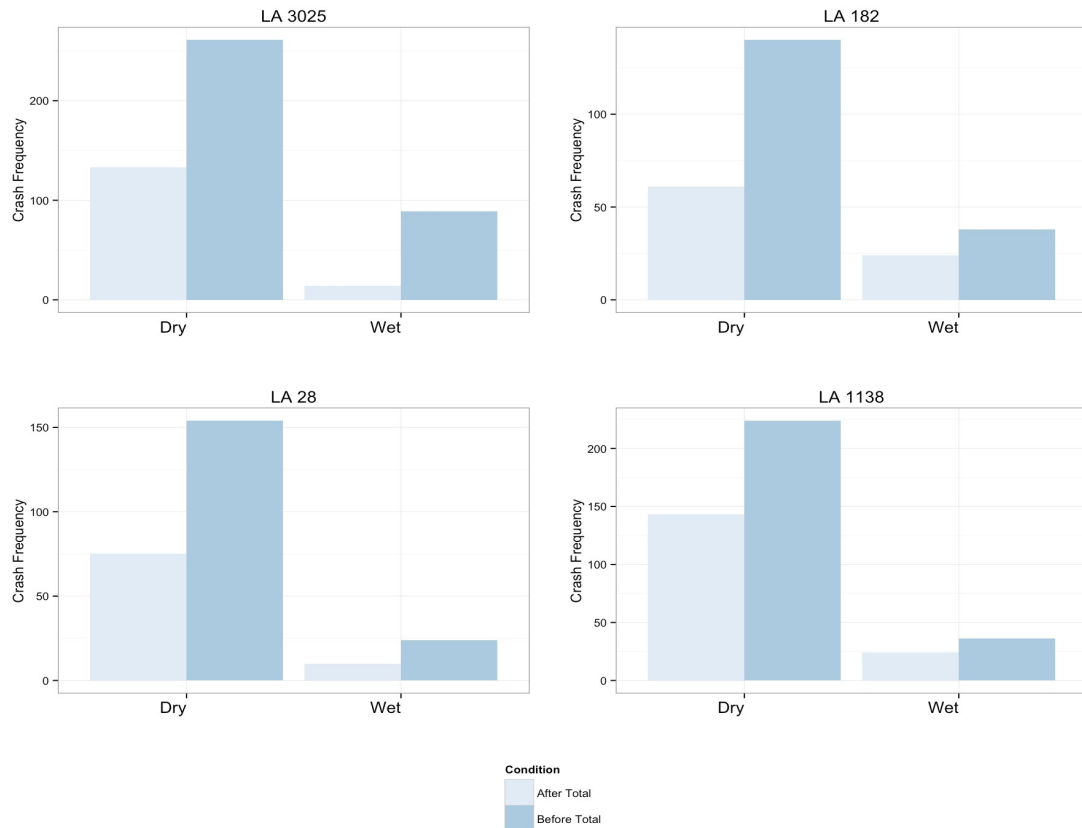 LA 3025
Crash Frequency
200
100
0
Dry Wet
LA 182
Crash Frequency
100
50
0
Dry Wet
LA 28
Crash Frequency
150
100
50
0
Dry Wet
LA 1138
Crash Frequency
200
150
100
50
0
Dry Wet
Condition
After Total
Before Total